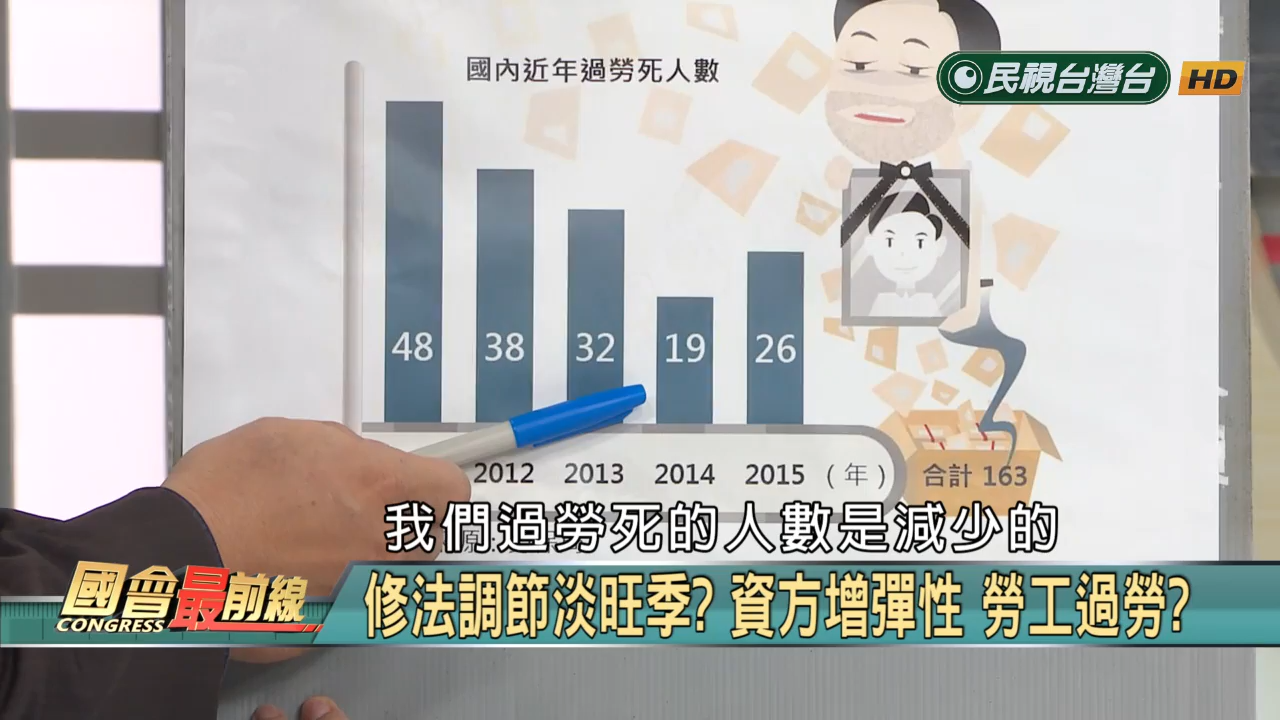 國內近年過勞死人數
民視台灣台 HD
48 38 32 19 26
2012 2013 2014 2015 (年)
合計 163
我們過勞死的人數是減少的
國會最前線
CONGRESS
修法調節淡旺季? 資方增彈性 勞工過勞?